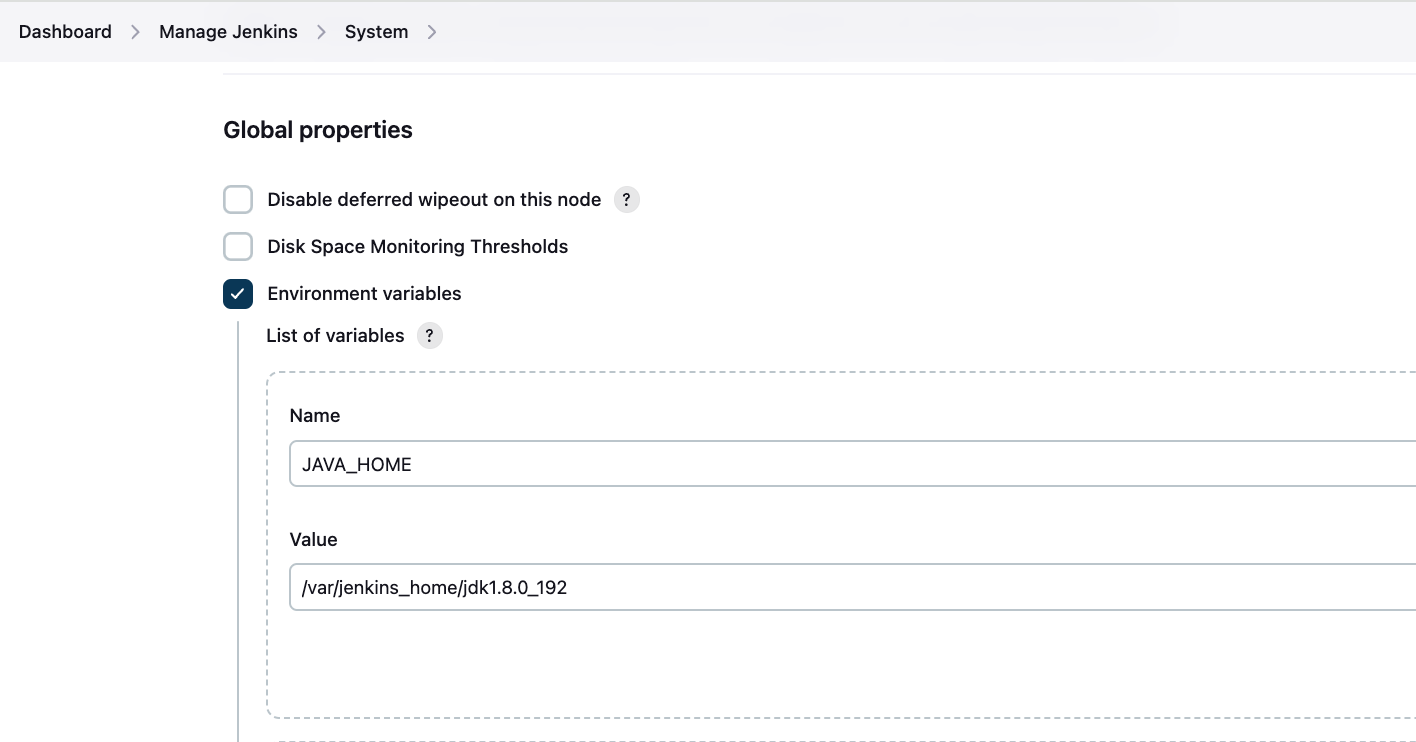 Dashboard > Manage Jenkins > System >
Global properties
Disable deferred wipeout on this node ?
Disk Space Monitoring Thresholds
Environment variables
List of variables ?
Name
JAVA_HOME
Value
/var/jenkins_home/jdk1.8.0_192